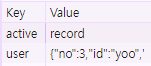 Key Value
active record
user {"no":3,"id":"yoo",'